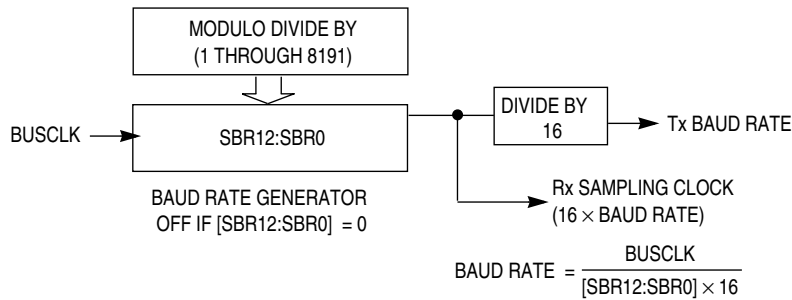 MODULO DIVIDE BY
(1 THROUGH 8191)
BUSCLK
SBR12:SBR0
DIVIDE BY
16
Tx BAUD RATE
BAUD RATE GENERATOR
OFF IF [SBR12:SBR0] = 0
Rx SAMPLING CLOCK
(16 × BAUD RATE)
BAUD RATE =
BUSCLK
[SBR12:SBR0] × 16